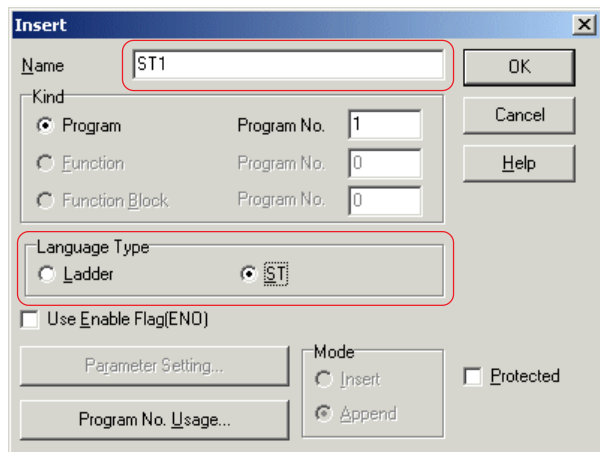 Insert
Name ST1 OK
Kind
Program Program No. 1 Cancel
Function Program No. 0 Help
Function Block Program No. 0
Language Type
Ladder ST
Use Enable Flag(ENO)
Parameter Setting... Mode
Insert Protected
Program No. Usage... Append